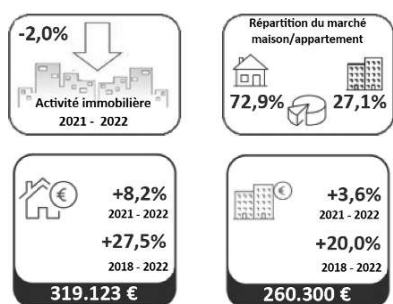 -2,0%
Activité immobilière
2021 - 2022
Répartition du marché
maison/appartement
72,9%
27,1%
€
+8,2%
2021 - 2022
+27,5%
2018 - 2022
319.123 €
€
+3,6%
2021 - 2022
+20,0%
2018 - 2022
260.300 €